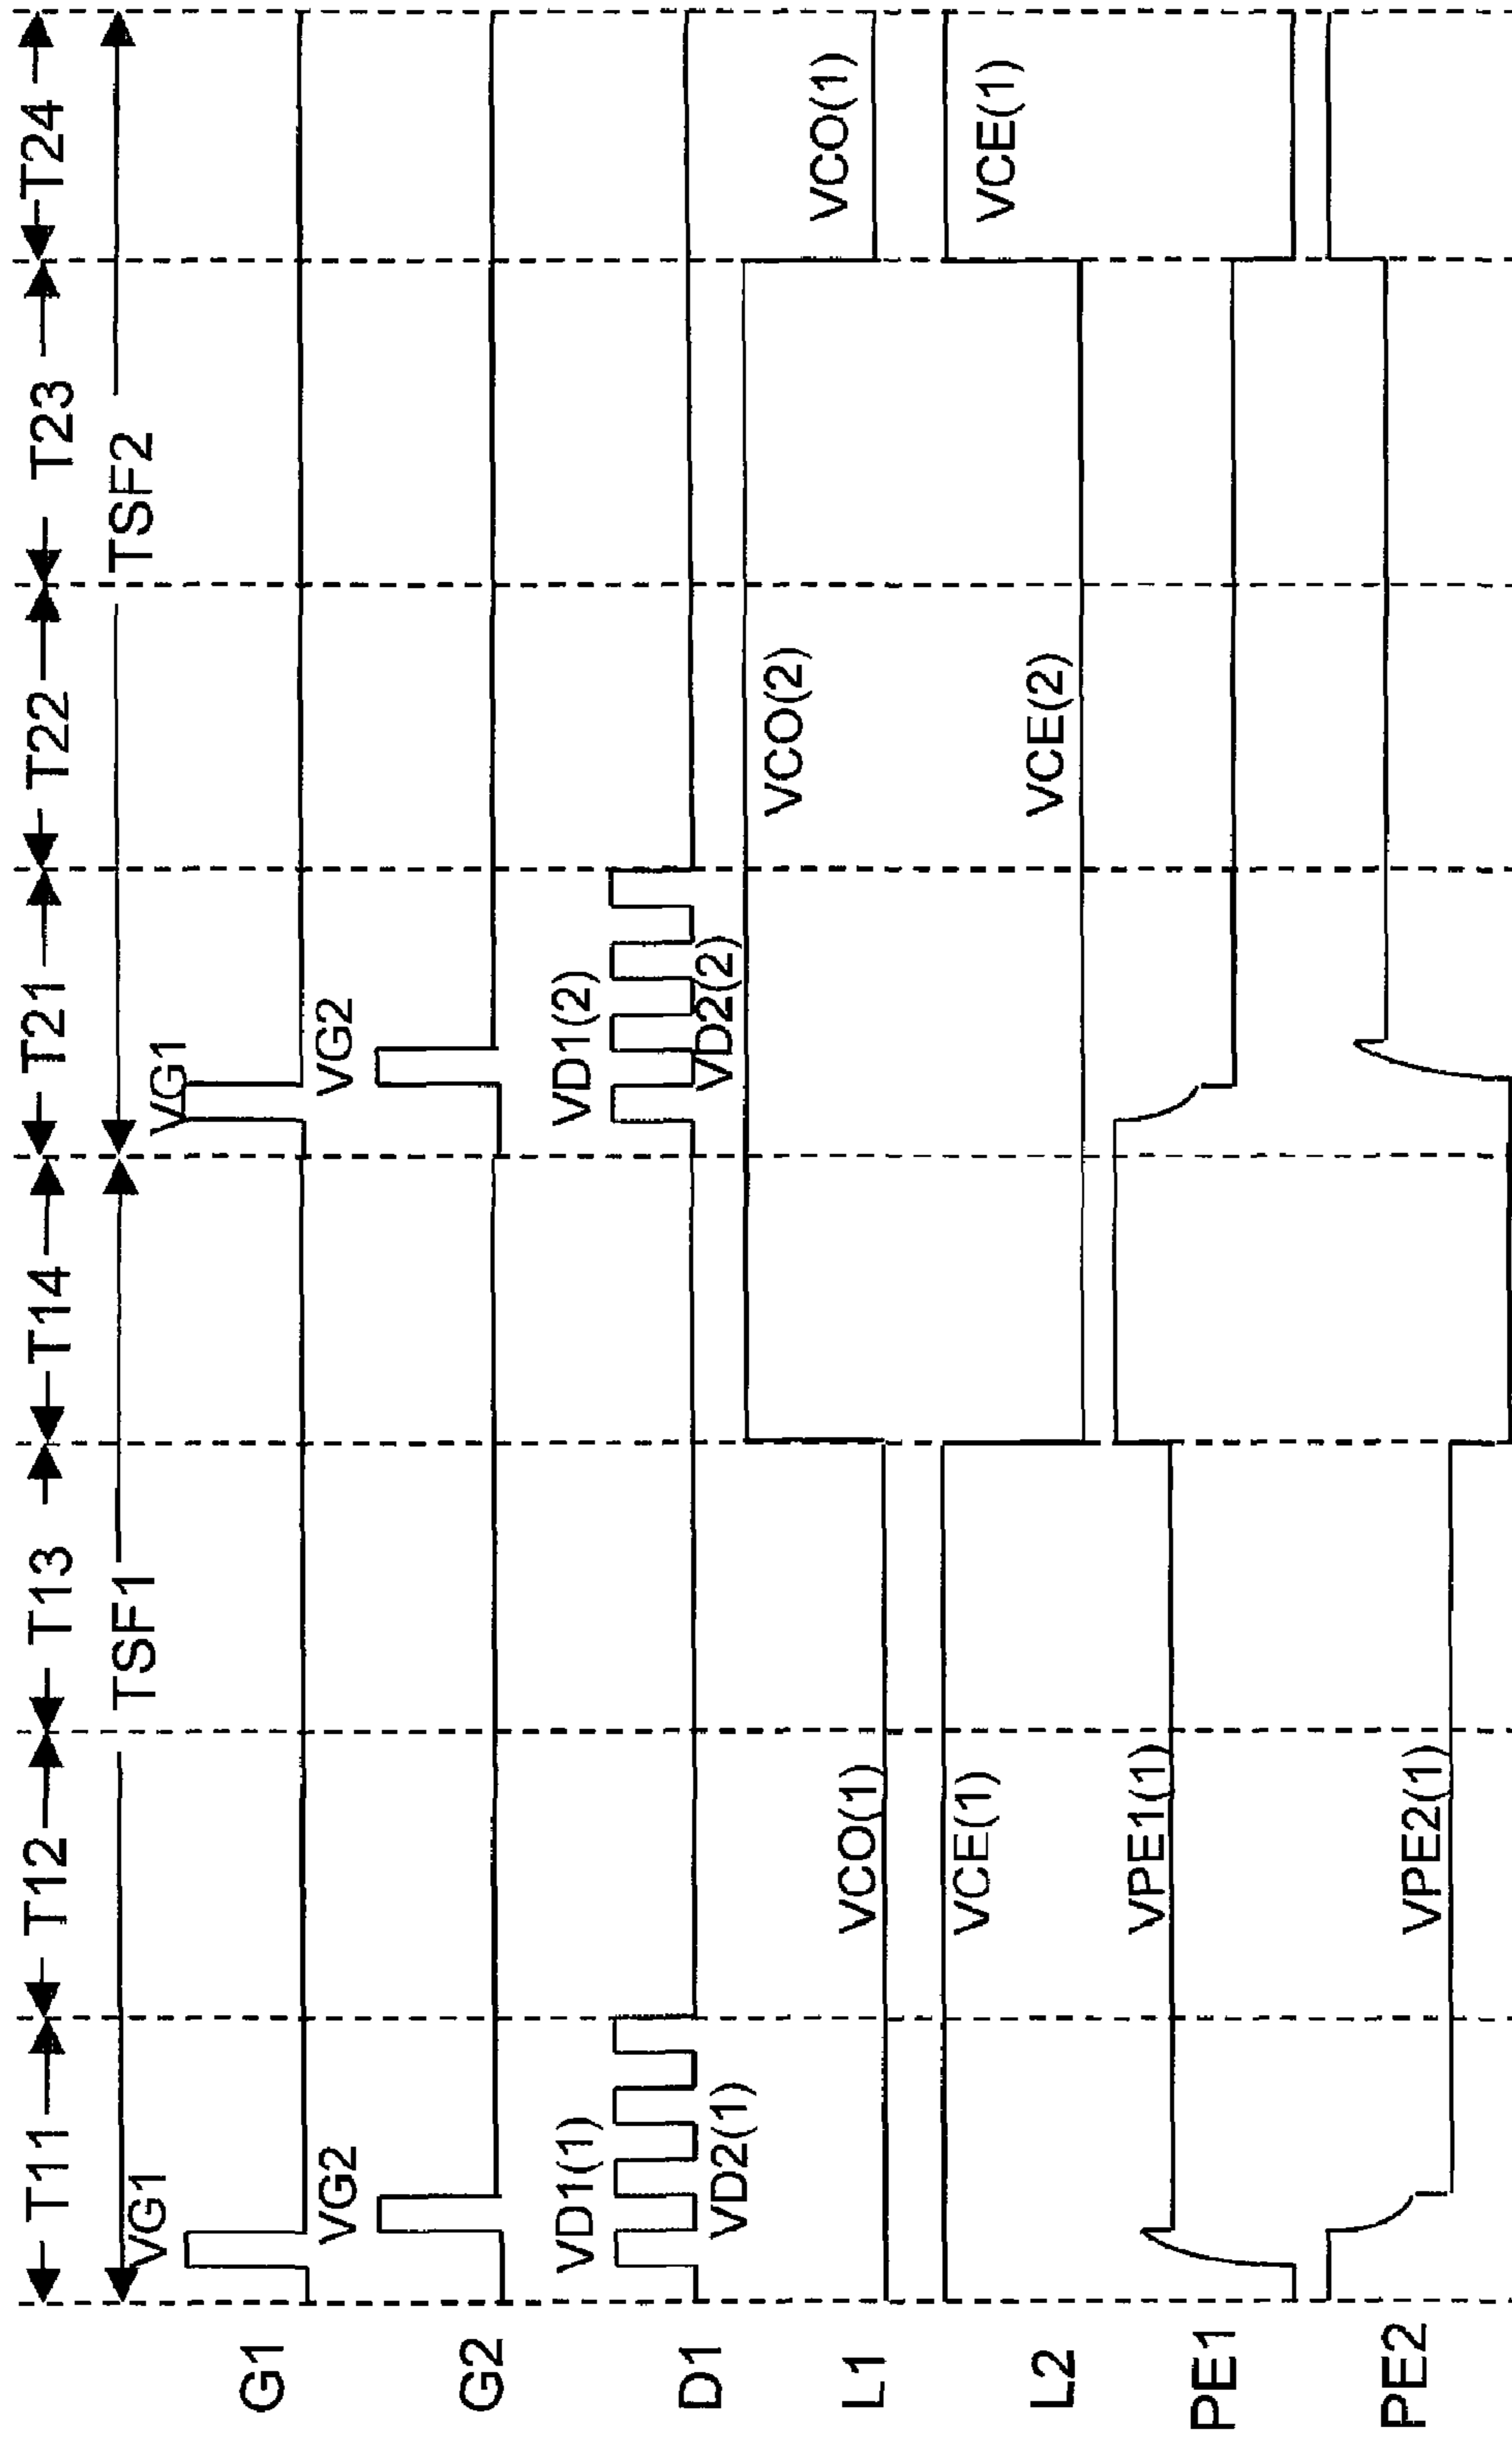 T11 T12 T13 T14 T21 T22 T23 T24
TSF1 TSF2
G1 VG1 VG1
G2 VG2 VG2
D1 VD1(1) VD2(1) VD1(2) VD2(2)
L1 VCO(1) VCO(2) VCO(1)
L2 VCE(1) VCE(2) VCE(1)
PE1 VPE1(1)
PE2 VPE2(1)